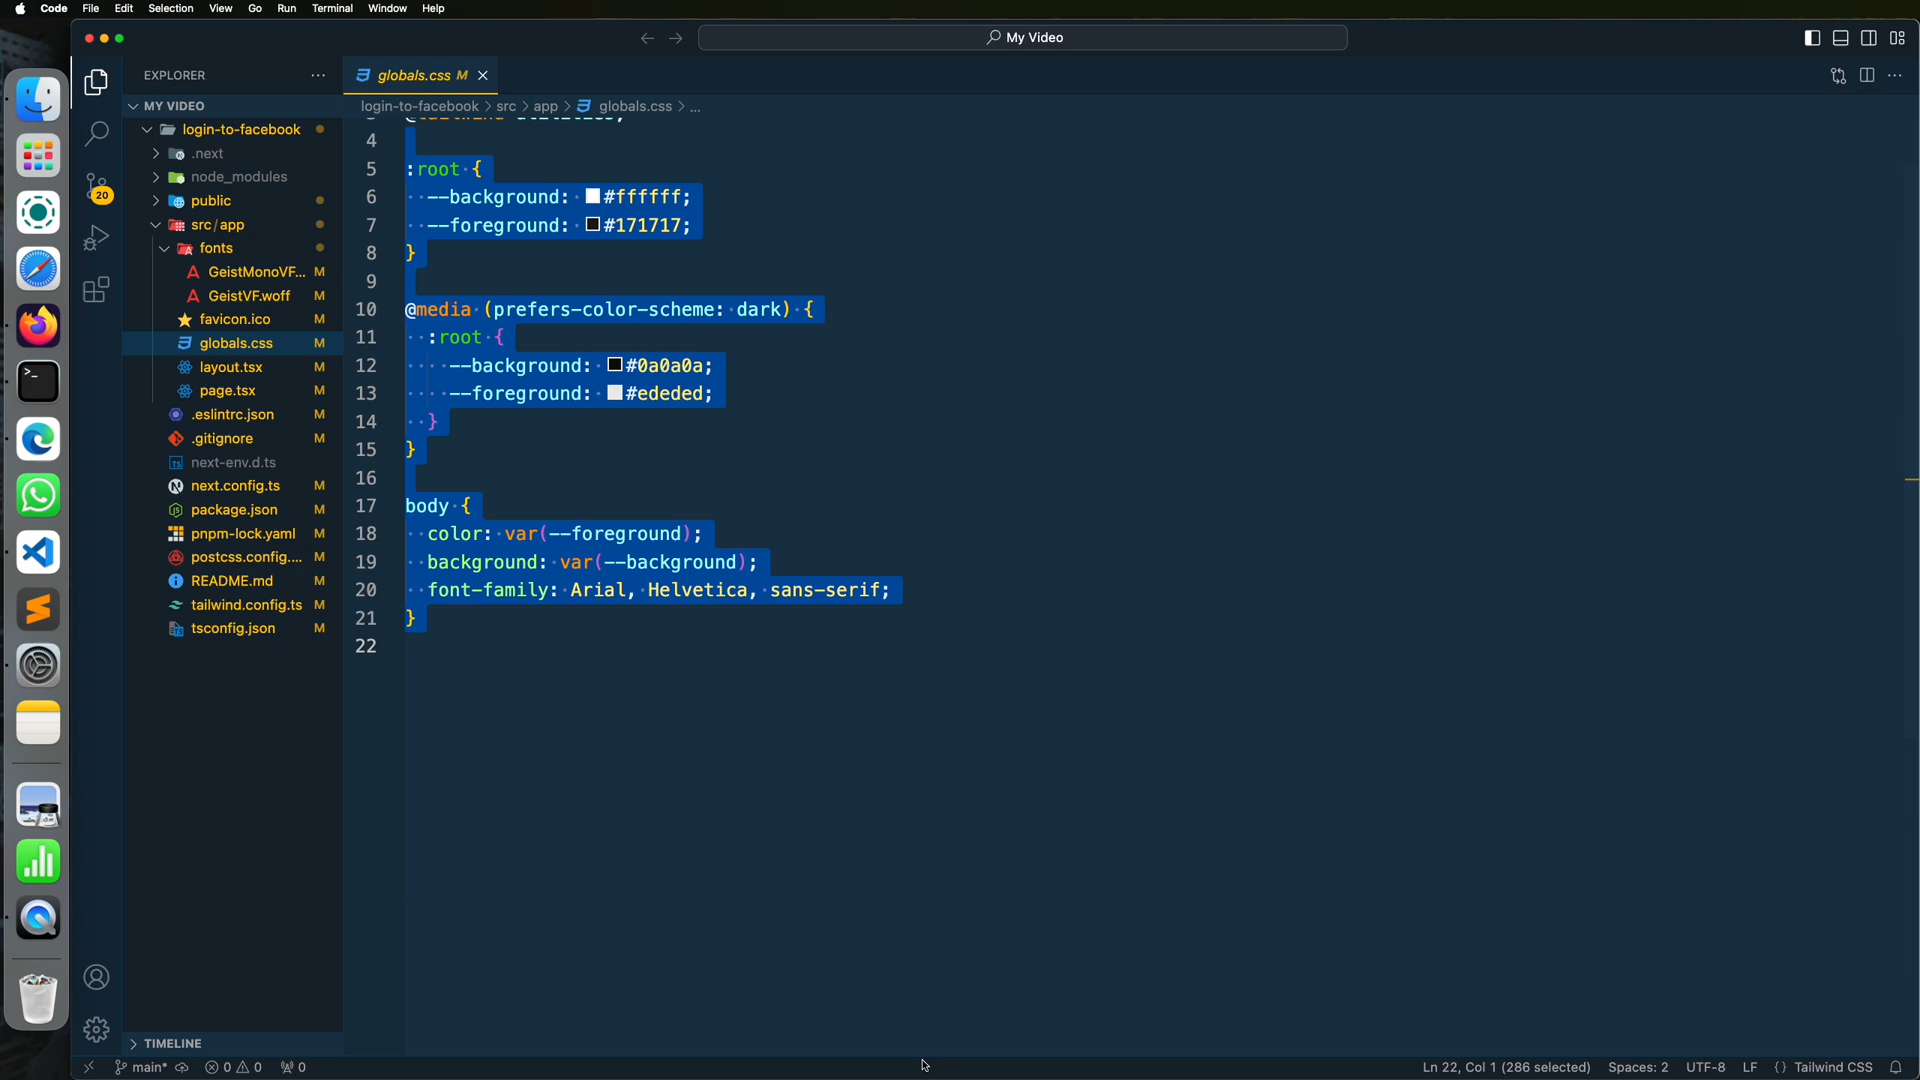 Code File Edit Selection View Go Run Terminal Window Help
My Video
EXPLORER
globals.css M
MY VIDEO
login-to-facebook > src > app > globals.css > ...
login-to-facebook
.next
node_modules
public
src/app
fonts
GeistMonoVF... M
GeistVF.woff M
favicon.ico M
globals.css M
layout.tsx M
page.tsx M
.eslintrc.json M
.gitignore M
next-env.d.ts
next.config.ts M
package.json M
pnpm-lock.yaml M
postcss.config.... M
README.md M
tailwind.config.ts M
tsconfig.json M
20
TIMELINE
4
5 :root {
6 --background: #ffffff;
7 --foreground: #171717;
8 }
9
10 @media (prefers-color-scheme: dark) {
11 :root {
12 --background: #0a0a0a;
13 --foreground: #ededed;
14 }
15 }
16
17 body {
18 color: var(--foreground);
19 background: var(--background);
20 font-family: Arial, Helvetica, sans-serif;
21 }
22
main* 0 0 0
Ln 22, Col 1 (286 selected) Spaces: 2 UTF-8 LF {} Tailwind CSS